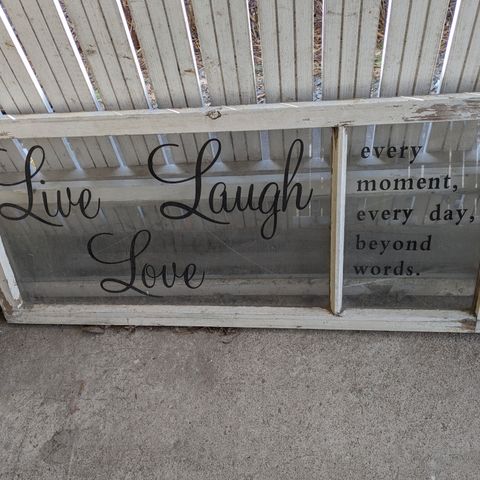 Live Laugh
Love
every
moment,
every day,
beyond
words.